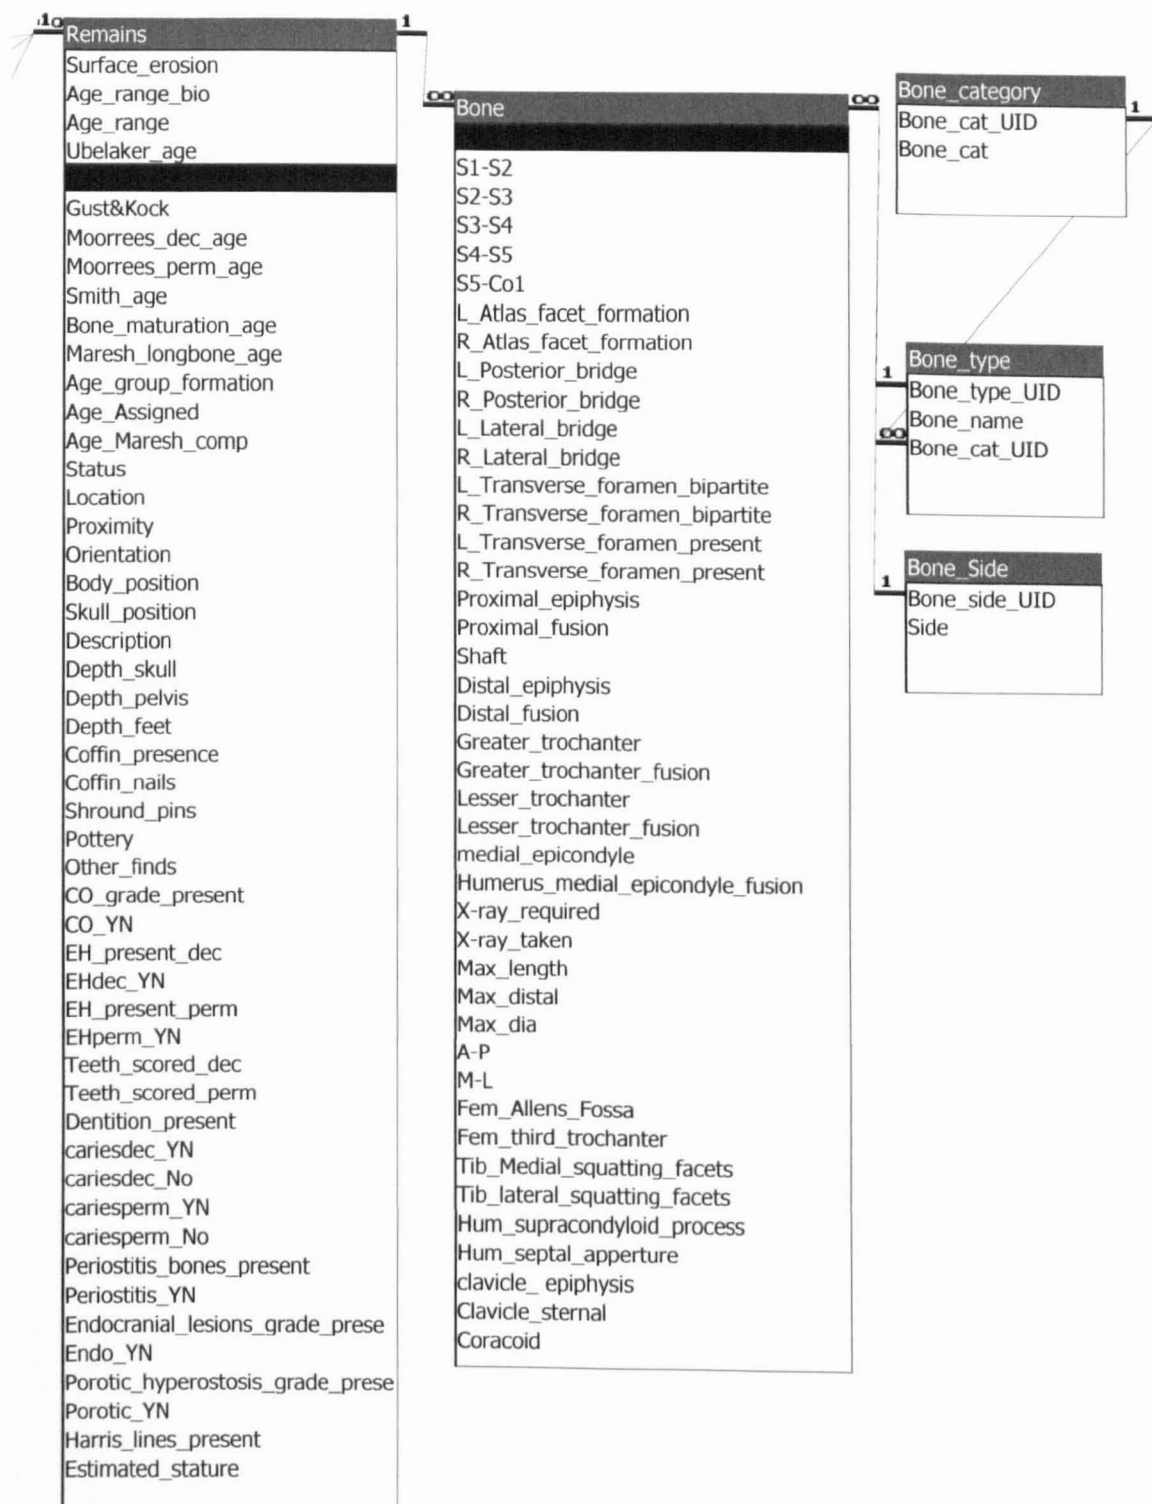 1 ∞
Remains
Surface_erosion
Age_range_bio
Age_range
Ubelaker_age
Gust&Kock
Moorrees_dec_age
Moorrees_perm_age
Smith_age
Bone_maturation_age
Maresh_longbone_age
Age_group_formation
Age_Assigned
Age_Maresh_comp
Status
Location
Proximity
Orientation
Body_position
Skull_position
Description
Depth_skull
Depth_pelvis
Depth_feet
Coffin_presence
Coffin_nails
Shround_pins
Pottery
Other_finds
CO_grade_present
CO_YN
EH_present_dec
EHdec_YN
EH_present_perm
EHperm_YN
Teeth_scored_dec
Teeth_scored_perm
Dentition_present
cariesdec_YN
cariesdec_No
cariesperm_YN
cariesperm_No
Periostitis_bones_present
Periostitis_YN
Endocranial_lesions_grade_prese
Endo_YN
Porotic_hyperostosis_grade_prese
Porotic_YN
Harris_lines_present
Estimated_stature
1
∞
Bone
S1-S2
S2-S3
S3-S4
S4-S5
S5-Co1
L_Atlas_facet_formation
R_Atlas_facet_formation
L_Posterior_bridge
R_Posterior_bridge
L_Lateral_bridge
R_Lateral_bridge
L_Transverse_foramen_bipartite
R_Transverse_foramen_bipartite
L_Transverse_foramen_present
R_Transverse_foramen_present
Proximal_epiphysis
Proximal_fusion
Shaft
Distal_epiphysis
Distal_fusion
Greater_trochanter
Greater_trochanter_fusion
Lesser_trochanter
Lesser_trochanter_fusion
medial_epicondyle
Humerus_medial_epicondyle_fusion
X-ray_required
X-ray_taken
Max_length
Max_distal
Max_dia
A-P
M-L
Fem_Allens_Fossa
Fem_third_trochanter
Tib_Medial_squatting_facets
Tib_lateral_squatting_facets
Hum_supracondyloid_process
Hum_septal_apperture
clavicle_ epiphysis
Clavicle_sternal
Coracoid
∞
Bone_category
Bone_cat_UID
Bone_cat
1
Bone_type
1
Bone_type_UID
Bone_name
∞
Bone_cat_UID
Bone_Side
1
Bone_side_UID
Side